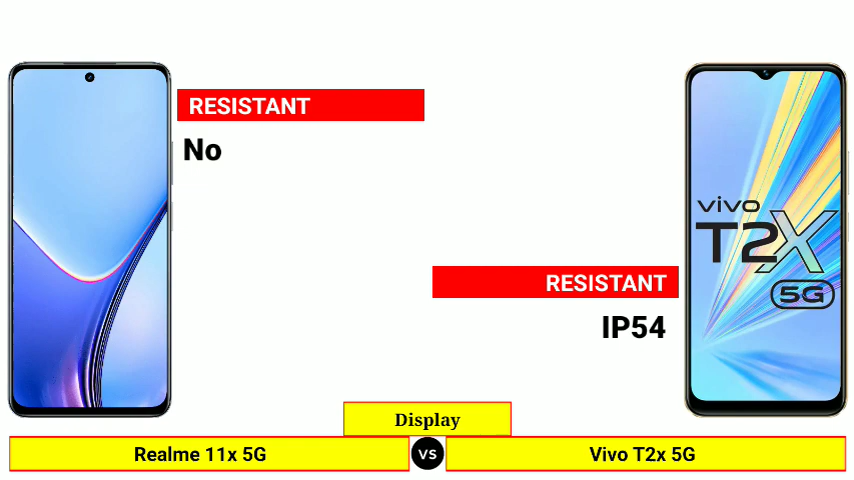 RESISTANT
No
vivo
T2X
5G
RESISTANT
IP54
Display
Realme 11x 5G
VS
Vivo T2x 5G